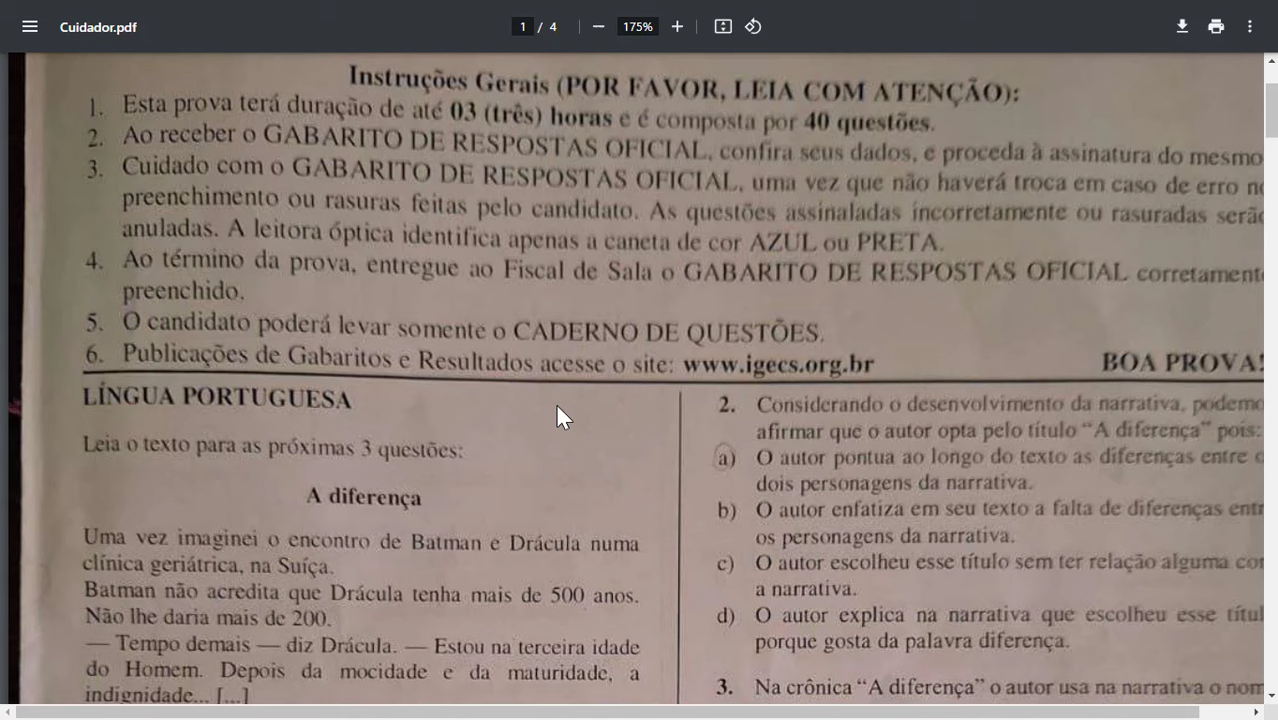 Cuidador.pdf
1 / 4
175%
Instruções Gerais (POR FAVOR, LEIA COM ATENÇÃO):
1. Esta prova terá duração de até 03 (três) horas e é composta por 40 questões.
2. Ao receber o GABARITO DE RESPOSTAS OFICIAL, confira seus dados, e proceda à assinatura do mesmo
3. Cuidado com o GABARITO DE RESPOSTAS OFICIAL, uma vez que não haverá troca em caso de erro no
preenchimento ou rasuras feitas pelo candidato. As questões assinaladas incorretamente ou rasuradas serão
anuladas. A leitora óptica identifica apenas a caneta de cor AZUL ou PRETA.
4. Ao término da prova, entregue ao Fiscal de Sala o GABARITO DE RESPOSTAS OFICIAL corretament
preenchido.
5. O candidato poderá levar somente o CADERNO DE QUESTÕES.
6. Publicações de Gabaritos e Resultados acesse o site: www.igecs.org.br
BOA PROVA!
LÍNGUA PORTUGUESA
Leia o texto para as próximas 3 questões:
A diferença
Uma vez imaginei o encontro de Batman e Drácula numa
clínica geriátrica, na Suíça.
Batman não acredita que Drácula tenha mais de 500 anos.
Não lhe daria mais de 200.
— Tempo demais — diz Drácula. — Estou na terceira idade
do Homem. Depois da mocidade e da maturidade, a
indignidade... [...]
2. Considerando o desenvolvimento da narrativa, podemo
afirmar que o autor opta pelo título “A diferença” pois:
a) O autor pontua ao longo do texto as diferenças entre o
dois personagens da narrativa.
b) O autor enfatiza em seu texto a falta de diferenças entr
os personagens da narrativa.
c) O autor escolheu esse título sem ter relação alguma co
a narrativa.
d) O autor explica na narrativa que escolheu esse títul
porque gosta da palavra diferença.
3. Na crônica “A diferença” o autor usa na narrativa o nom